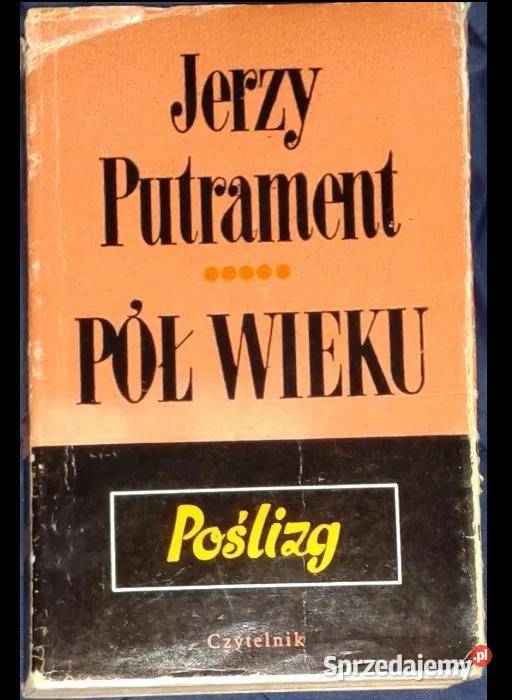 Jerzy
Putrament
PÓŁ WIEKU
Poślizg
Czytelnik
Sprzedajemy.pl